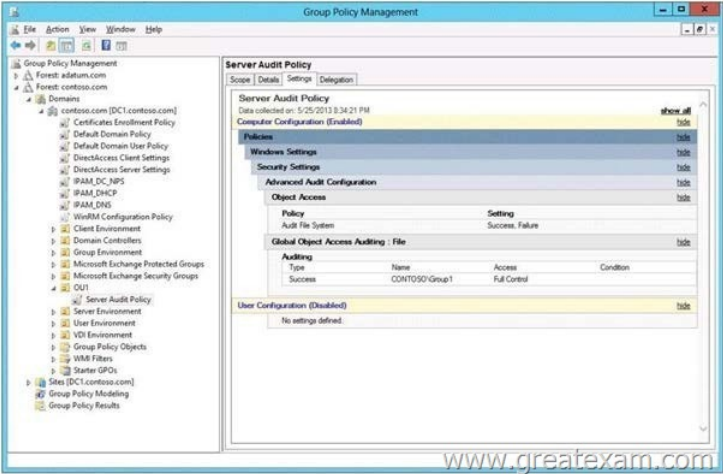 Group Policy Management
File Action View Window Help
Group Policy Management
Forest: adatum.com
Forest: contoso.com
Domains
contoso.com [DC1.contoso.com]
Certificates Enrollment Policy
Default Domain Policy
Default Domain User Policy
DirectAccess Client Settings
DirectAccess Server Settings
IPAM_DC_NPS
IPAM_DHCP
IPAM_DNS
WinRM Configuration Policy
Client Environment
Domain Controllers
Group Environment
Microsoft Exchange Protected Groups
Microsoft Exchange Security Groups
OU1
Server Audit Policy
Server Environment
User Environment
VDI Environment
Group Policy Objects
WMI Filters
Starter GPOs
Sites [DC1.contoso.com]
Group Policy Modeling
Group Policy Results
Server Audit Policy
Scope Details Settings Delegation
Server Audit Policy
Data collected on: 5/25/2013 8:34:21 PM show all
Computer Configuration (Enabled) hide
Policies hide
Windows Settings hide
Security Settings hide
Advanced Audit Configuration hide
Object Access hide
Policy Setting
Audit File System Success, Failure
Global Object Access Auditing : File hide
Auditing
Type Name Access Condition
Success CONTOSO\Group1 Full Control
User Configuration (Disabled) hide
No settings defined.
www.greatexam.com